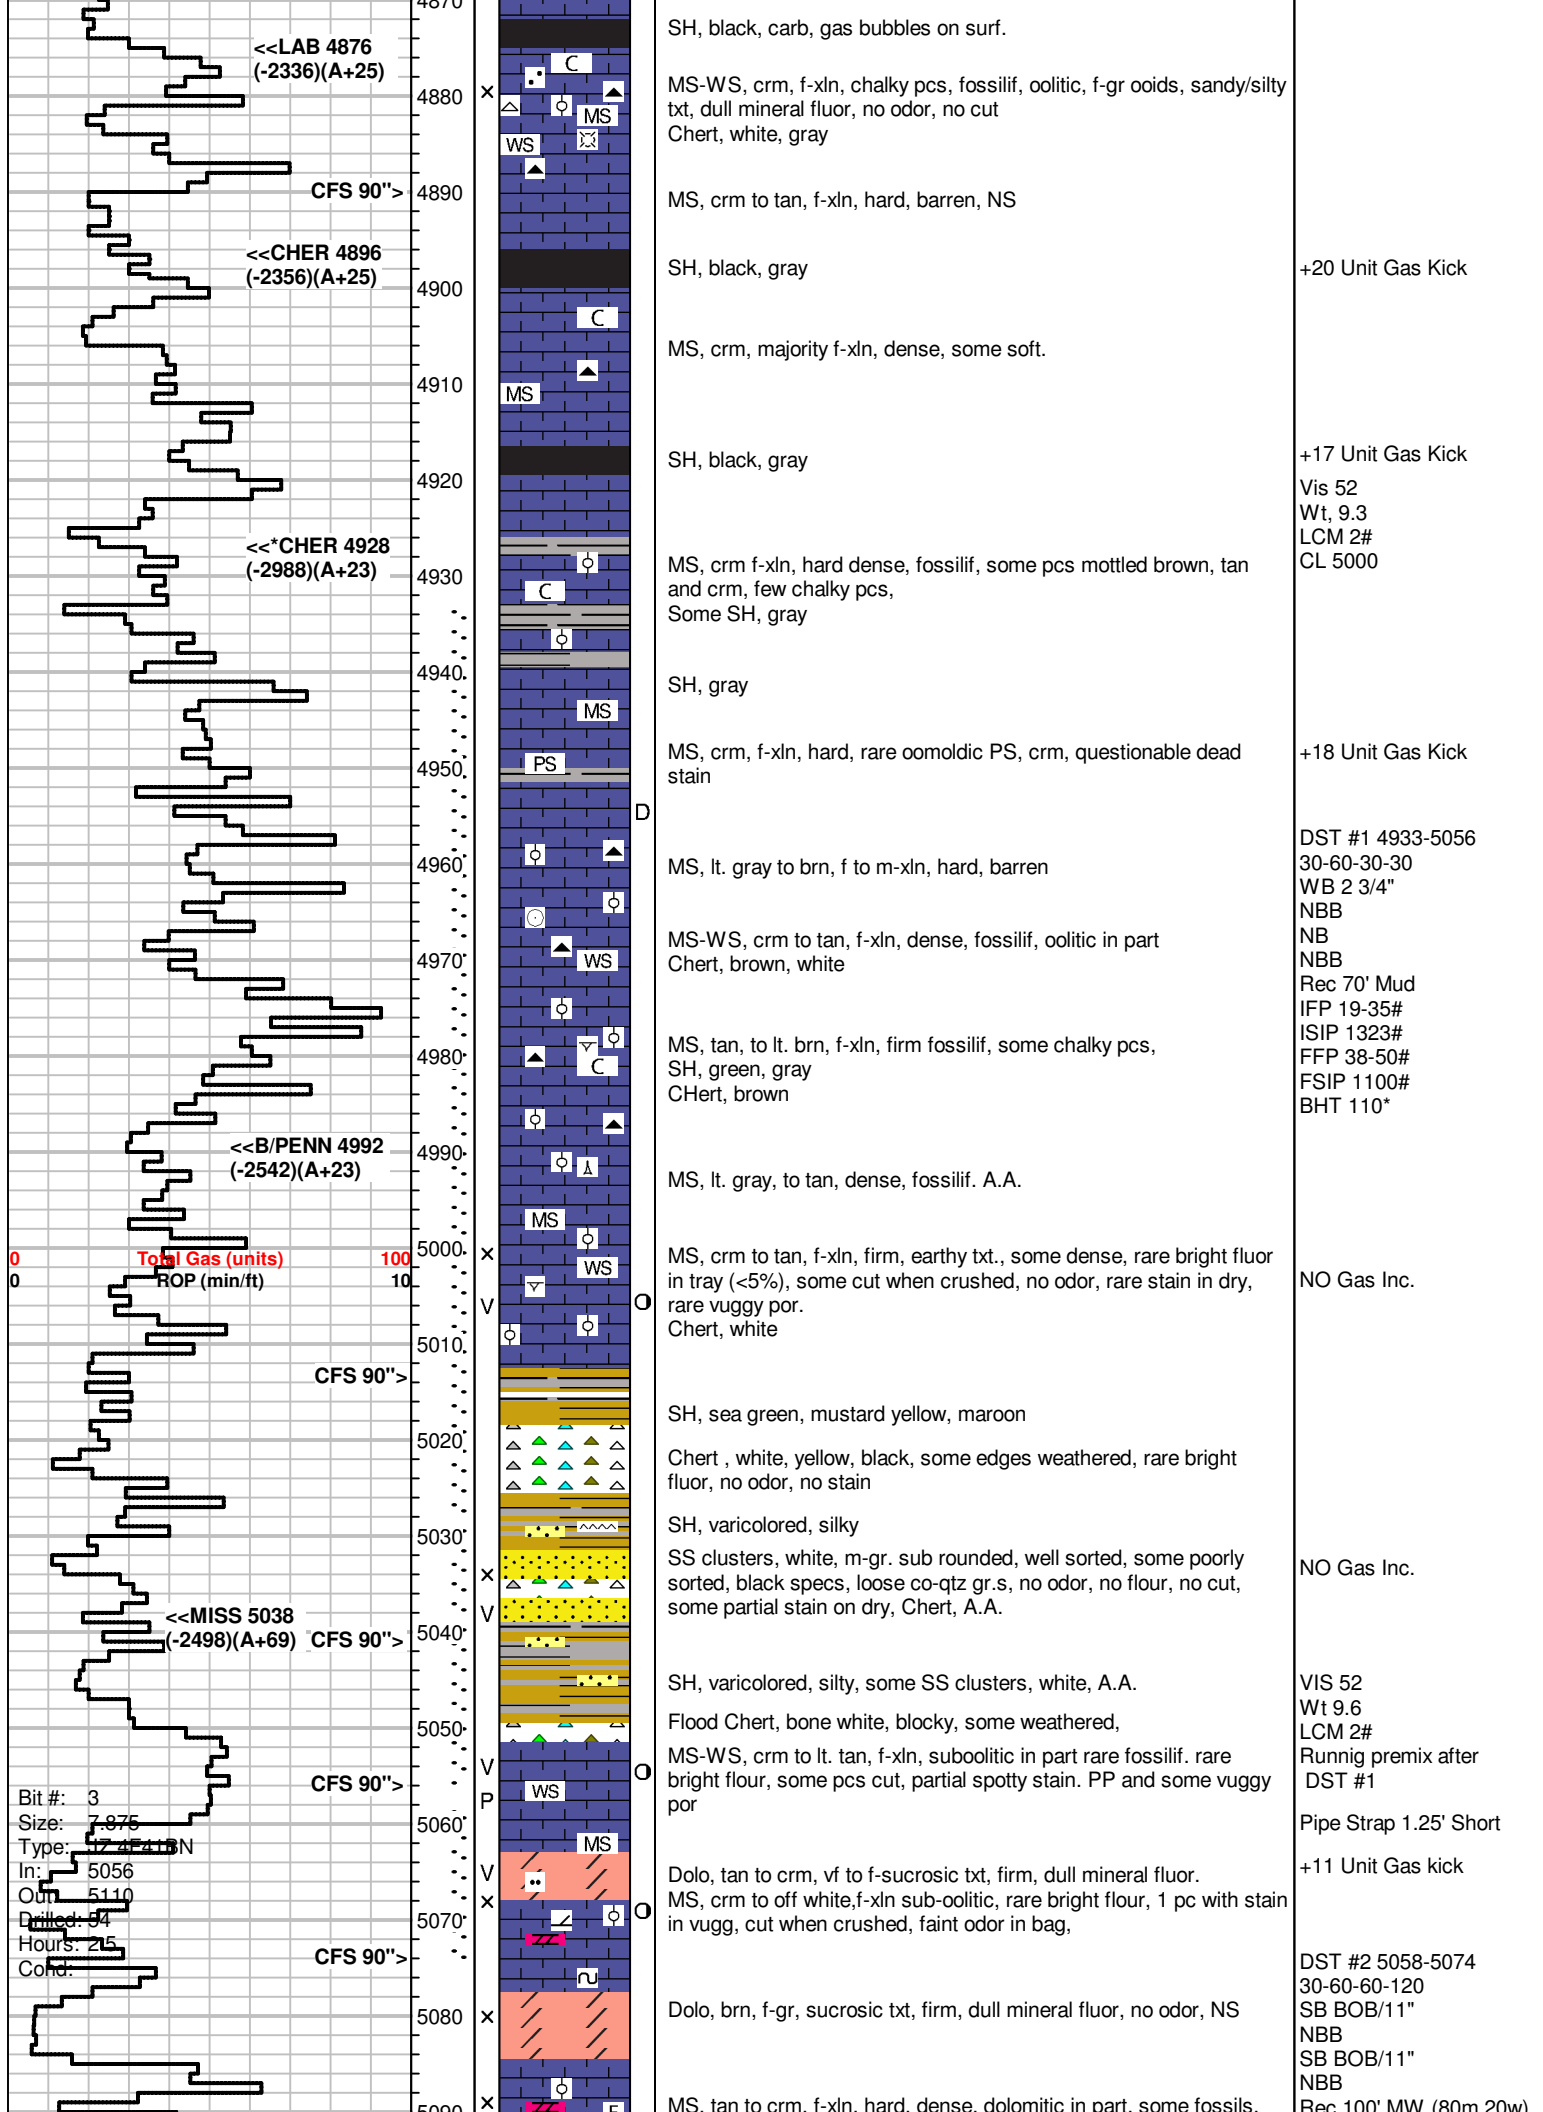 4870
SH, black, carb, gas bubbles on surf.
<<LAB 4876
(-2336)(A+25)
C
MS-WS, crm, f-xln, chalky pcs, fossilif, oolitic, f-gr ooids, sandy/silty
txt, dull mineral fluor, no odor, no cut
Chert, white, gray
4880
X
MS
WS
CFS 90">
4890
MS, crm to tan, f-xln, hard, barren, NS
<<CHER 4896
(-2356)(A+25)
SH, black, gray
+20 Unit Gas Kick
4900
C
MS, crm, majority f-xln, dense, some soft.
4910
MS
SH, black, gray
+17 Unit Gas Kick
4920
Vis 52
Wt, 9.3
LCM 2#
CL 5000
<<*CHER 4928
(-2988)(A+23)
4930
MS, crm f-xln, hard dense, fossilif, some pcs mottled brown, tan
and crm, few chalky pcs,
Some SH, gray
C
4940
SH, gray
MS
MS, crm, f-xln, hard, rare oomoldic PS, crm, questionable dead
stain
+18 Unit Gas Kick
4950
PS
D
DST #1 4933-5056
30-60-30-30
WB 2 3/4"
NBB
NB
NBB
Rec 70' Mud
IFP 19-35#
ISIP 1323#
FFP 38-50#
FSIP 1100#
BHT 110*
4960
MS, lt. gray to brn, f to m-xln, hard, barren
MS-WS, crm to tan, f-xln, dense, fossilif, oolitic in part
Chert, brown, white
4970
WS
MS, tan, to lt. brn, f-xln, firm fossilif, some chalky pcs,
SH, green, gray
CHert, brown
4980
C
<<B/PENN 4992
(-2542)(A+23)
4990
MS, lt. gray, to tan, dense, fossilif. A.A.
MS
5000
X
0 Total Gas (units) 100
0 ROP (min/ft) 10
WS
MS, crm to tan, f-xln, firm, earthy txt., some dense, rare bright fluor
in tray (<5%), some cut when crushed, no odor, rare stain in dry,
rare vuggy por.
Chert, white
NO Gas Inc.
V
5010
CFS 90">
SH, sea green, mustard yellow, maroon
5020
Chert , white, yellow, black, some edges weathered, rare bright
fluor, no odor, no stain
5030
SH, varicolored, silky
SS clusters, white, m-gr. sub rounded, well sorted, some poorly
sorted, black specs, loose co-qtz gr.s, no odor, no flour, no cut,
some partial stain on dry, Chert, A.A.
NO Gas Inc.
X
V
<<MISS 5038
(-2498)(A+69)
CFS 90">
5040
SH, varicolored, silty, some SS clusters, white, A.A.
VIS 52
Wt 9.6
LCM 2#
Runnig premix after
DST #1
5050
Flood Chert, bone white, blocky, some weathered,
MS-WS, crm to lt. tan, f-xln, suboolitic in part rare fossilif. rare
bright flour, some pcs cut, partial spotty stain. PP and some vuggy
por
V
CFS 90">
P
WS
Bit #: 3
Size: 7.875
Type: JZ 4F41BN
In: 5056
Out: 5110
Drilled: 54
Hours: 2.5
Cond:
5060
MS
Pipe Strap 1.25' Short
V
Dolo, tan to crm, vf to f-sucrosic txt, firm, dull mineral fluor.
+11 Unit Gas kick
X
MS, crm to off white,f-xln sub-oolitic, rare bright flour, 1 pc with stain
in vugg, cut when crushed, faint odor in bag,
5070
CFS 90">
DST #2 5058-5074
30-60-60-120
SB BOB/11"
NBB
SB BOB/11"
NBB
Rec 100' MW (80m 20w)
5080
X
Dolo, brn, f-gr, sucrosic txt, firm, dull mineral fluor, no odor, NS
5090
X
F
MS, tan to crm, f-xln, hard, dense, dolomitic in part, some fossils,